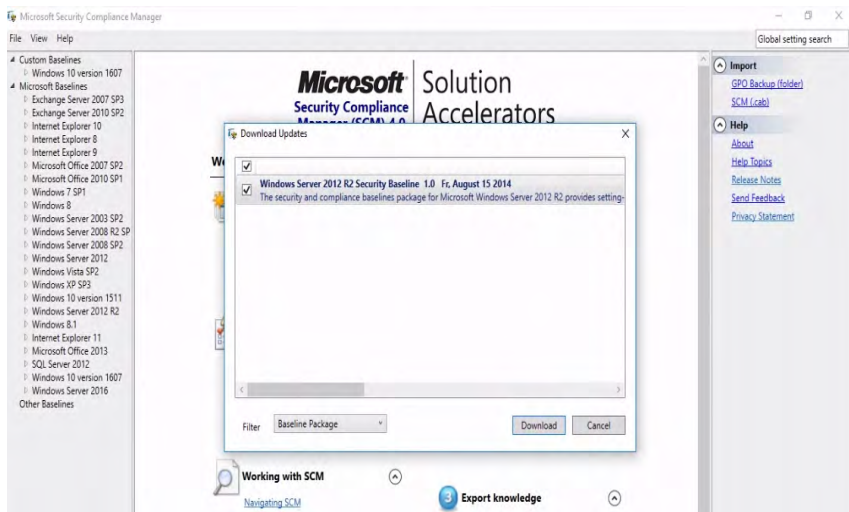 Microsoft Security Compliance Manager
File View Help
Global setting search
Custom Baselines
Windows 10 version 1607
Microsoft Baselines
Exchange Server 2007 SP3
Exchange Server 2010 SP2
Internet Explorer 10
Internet Explorer 8
Internet Explorer 9
Microsoft Office 2007 SP2
Microsoft Office 2010 SP1
Windows 7 SP1
Windows 8
Windows Server 2003 SP2
Windows Server 2008 R2 SP
Windows Server 2008 SP2
Windows Server 2012
Windows Vista SP2
Windows XP SP3
Windows 10 version 1511
Windows Server 2012 R2
Windows 8.1
Internet Explorer 11
Microsoft Office 2013
SQL Server 2012
Windows 10 version 1607
Windows Server 2016
Other Baselines
Microsoft Solution
Security Compliance Accelerators
Manager (SCM) 4.0
Download Updates
Windows Server 2012 R2 Security Baseline 1.0 Fr, August 15 2014
The security and compliance baselines package for Microsoft Windows Server 2012 R2 provides setting-
Filter Baseline Package
Download Cancel
Working with SCM
Navigating SCM
3 Export knowledge
Import
GPO Backup (folder)
SCM (.cab)
Help
About
Help Topics
Release Notes
Send Feedback
Privacy Statement